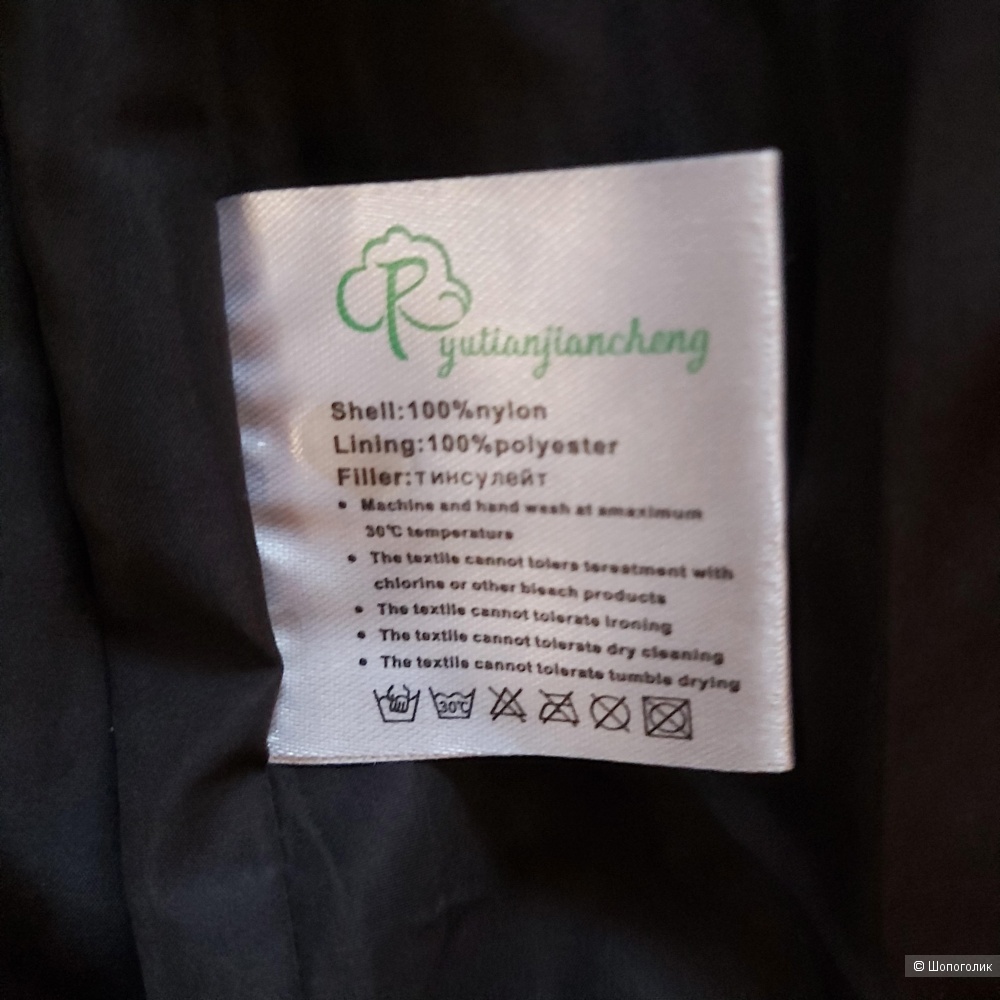 R
yutianjiancheng
Shell:100%nylon
Lining:100%polyester
Filler:тинсулейт
• Machine and hand wash at amaximum
30℃ temperature
• The textile cannot tolers tereatment with
chlorine or other bleach products
• The textile cannot tolerate ironing
• The textile cannot tolerate dry cleaning
• The textile cannot tolerate tumble drying
30℃
© Шопоголик